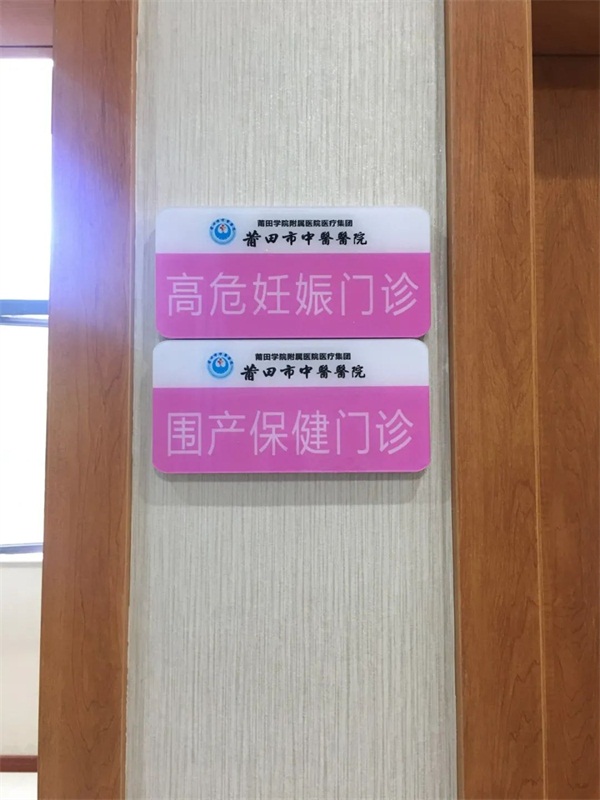 莆田学院附属医院医疗集团
莆田市中醫醫院
高危妊娠门诊
莆田学院附属医院医疗集团
莆田市中醫醫院
围产保健门诊